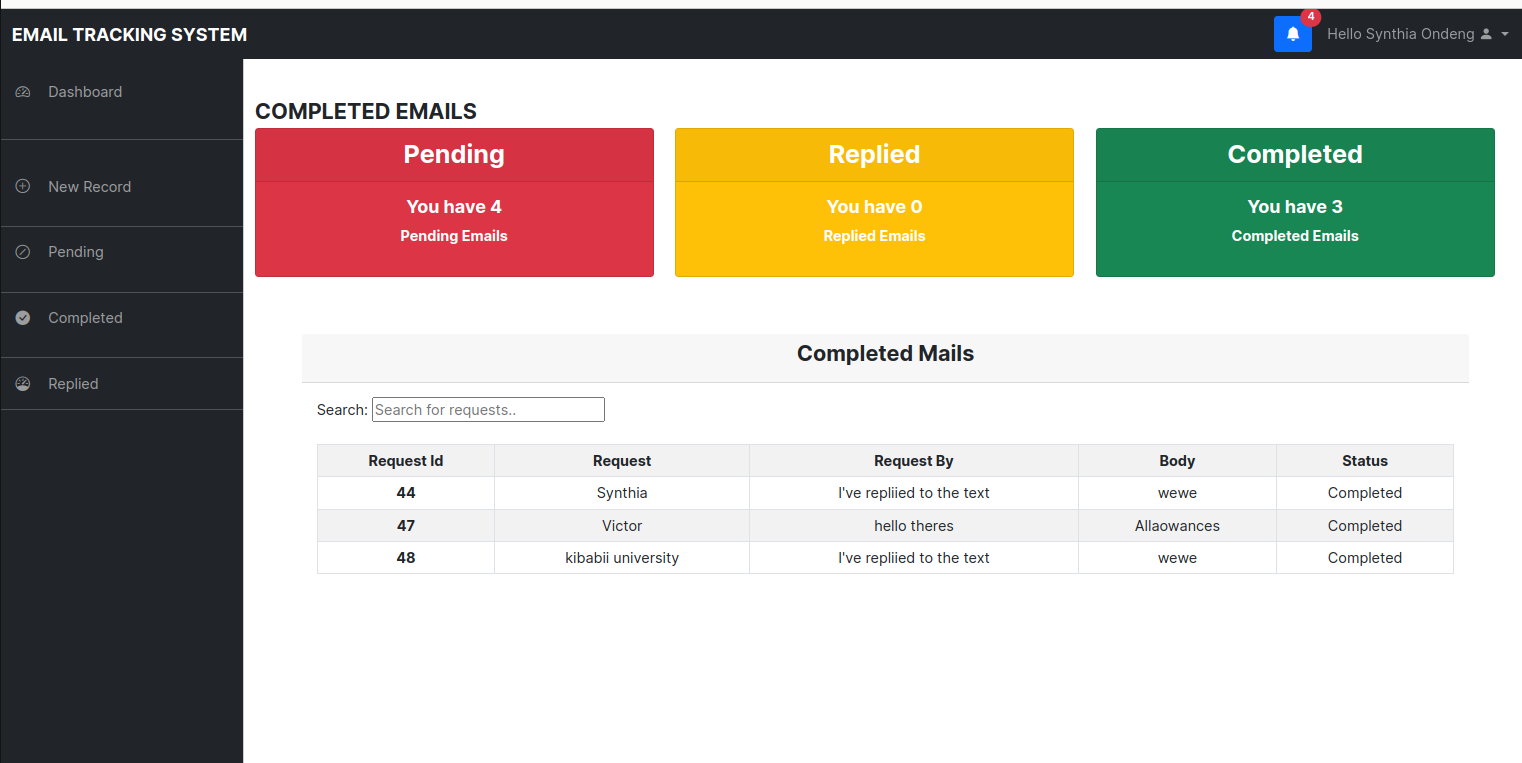 EMAIL TRACKING SYSTEM
4
Hello Synthia Ondeng
Dashboard
New Record
Pending
Completed
Replied
COMPLETED EMAILS
Pending
You have 4
Pending Emails
Replied
You have 0
Replied Emails
Completed
You have 3
Completed Emails
Completed Mails
Search: Search for requests..
Request Id Request Request By Body Status
44 Synthia I've repliied to the text wewe Completed
47 Victor hello theres Allaowances Completed
48 kibabii university I've repliied to the text wewe Completed